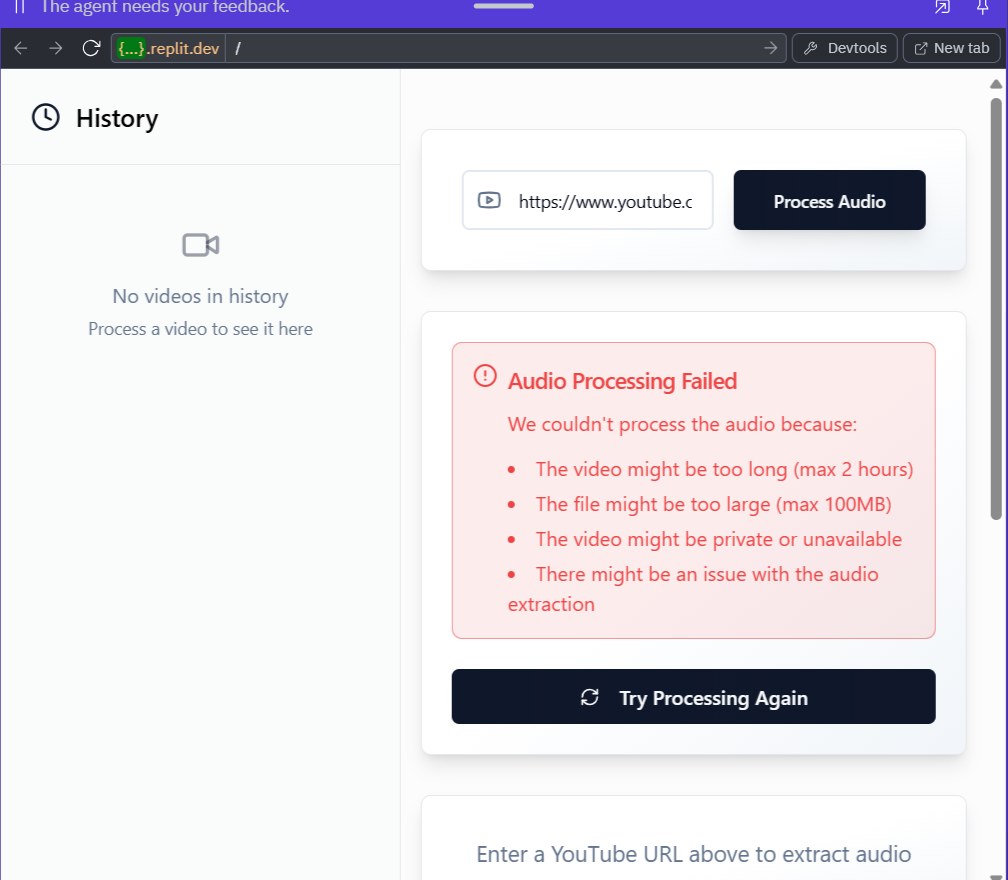 The agent needs your feedback.
{...}.replit.dev /
Devtools
New tab
History
No videos in history
Process a video to see it here
https://www.youtube.c
Process Audio
Audio Processing Failed
We couldn't process the audio because:
• The video might be too long (max 2 hours)
• The file might be too large (max 100MB)
• The video might be private or unavailable
• There might be an issue with the audio
extraction
Try Processing Again
Enter a YouTube URL above to extract audio